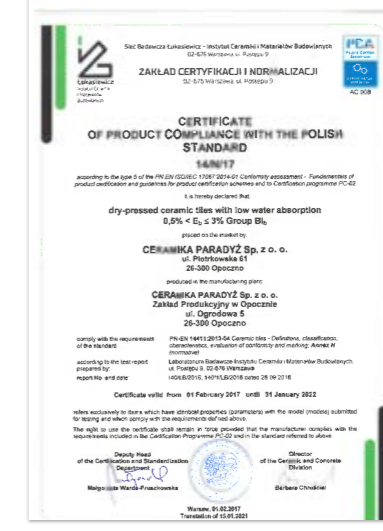 Sieć Badawcza Łukasiewicz - Instytut Ceramiki i Materiałów Budowlanych
02-676 Warszawa ul. Postępu 9
ZAKŁAD CERTYFIKACJI I NORMALIZACJI
02-676 Warszawa, ul. Postępu 9
PCA
Łukasiewicz
AC 008
CERTIFICATE
OF PRODUCT COMPLIANCE WITH THE POLISH
STANDARD
14/N/17
according to the type 5 of the PN-EN ISO/IEC 17067:2014-01 Conformity assessment - Fundamentals of
product certification and guidelines for product certification schemes and to Certification programme PC-02
it is hereby declared that
dry-pressed ceramic tiles with low water absorption
0,5% < Eb ≤ 3% Group BIb
placed on the market by:
CERAMIKA PARADYŻ Sp. z o. o.
ul. Piotrkowska 61
26-300 Opoczno
produced in the manufacturing plant:
CERAMIKA PARADYŻ Sp. z o. o.
Zakład Produkcyjny w Opocznie
ul. Ogrodowa 5
26-300 Opoczno
comply with the requirements of the standard
PN-EN 14411:2013-04 Ceramic tiles - Definitions, classification, characteristics, evaluation of conformity and marking, Annex N (normative)
according to the test report prepared by:
Laboratorium Badawcze Instytutu Ceramiki i Materiałów Budowlanych, ul. Postępu 9, 02-676 Warszawa
report No. and date
dated 28 09 2016
Certificate valid from 01 February 2017 until 31 January 2022
refers exclusively to items which have identical properties (parameters) with the model (modes) submitted
for testing and which comply with the requirements defined above.
The right to use the certificate shall remain in force provided that the manufacturer complies with the
requirements included in the Certification Programme PC-02 and in the standard referred to above
Deputy Head
of the Certification and Standardization
Department
Małgorzata Warda-Pruszkowska
Director
of the Ceramic and Concrete
Division
Barbara
Warsaw, 01.02.2017
Translation of 13.01.2021